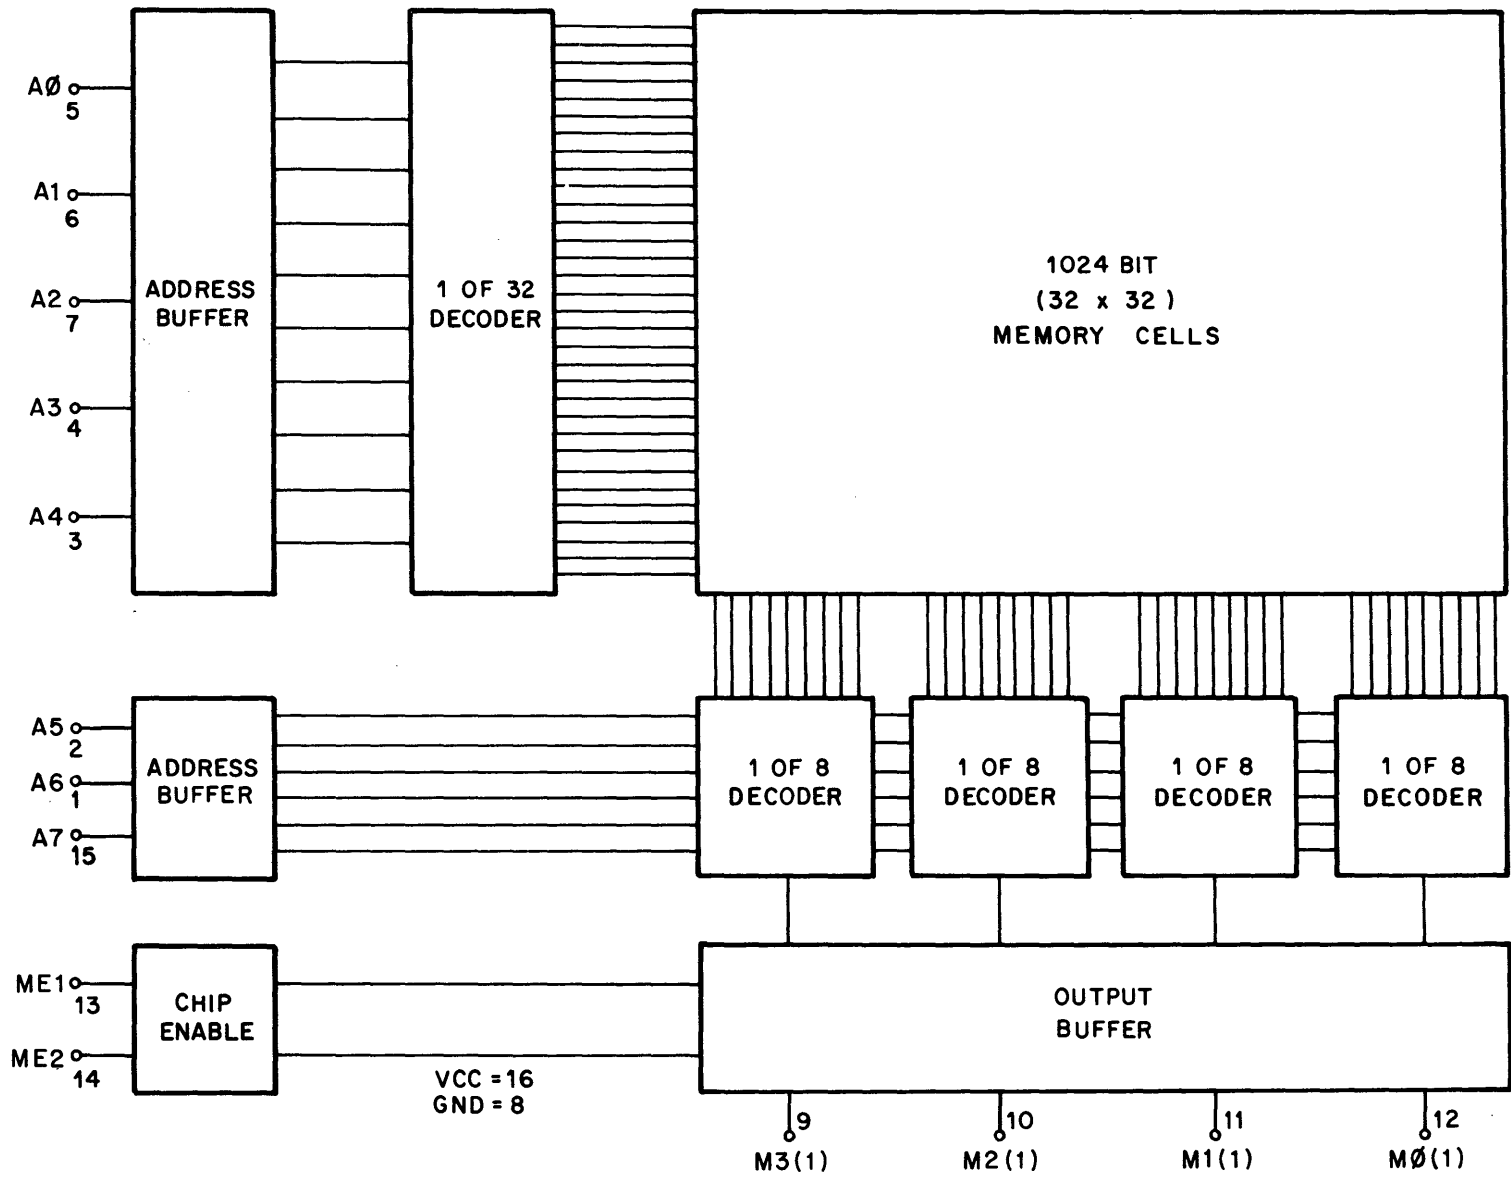 AØ
5
A1
6
A2
7
A3
4
A4
3
ADDRESS
BUFFER
1 OF 32
DECODER
1024 BIT
(32 x 32)
MEMORY CELLS
A5
2
A6
1
A7
15
ADDRESS
BUFFER
1 OF 8
DECODER
1 OF 8
DECODER
1 OF 8
DECODER
1 OF 8
DECODER
ME1
13
ME2
14
CHIP
ENABLE
VCC = 16
GND = 8
OUTPUT
BUFFER
9
M3(1)
10
M2(1)
11
M1(1)
12
MØ(1)